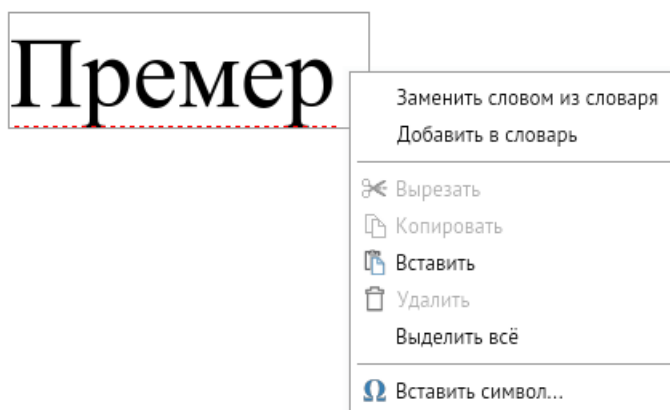 Премер
Заменить словом из словаря
Добавить в словарь
Вырезать
Копировать
Вставить
Удалить
Выделить всё
Вставить символ...